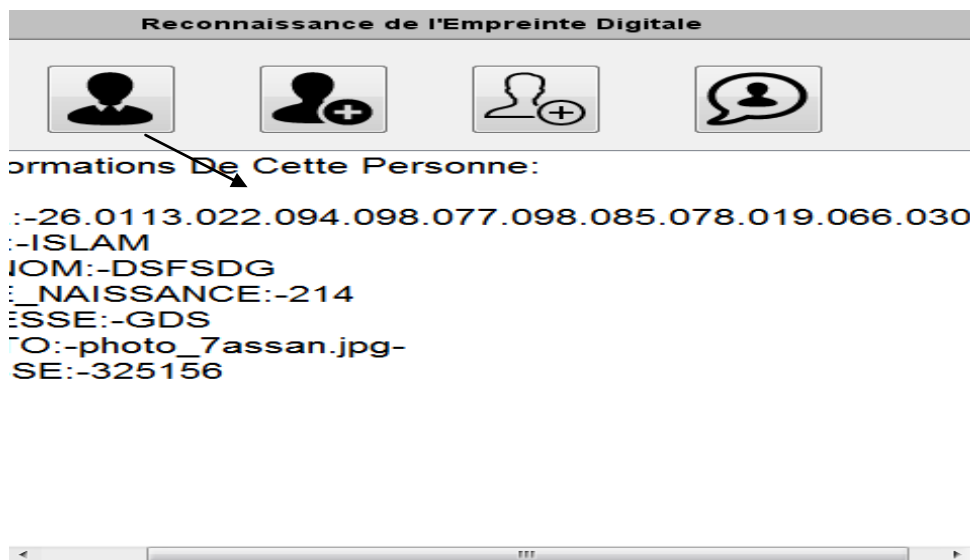 Reconnaissance de l'Empreinte Digitale
ormations De Cette Personne:
:-26.0113.022.094.098.077.098.085.078.019.066.030
:-ISLAM
NOM:-DSFSDG
E_NAISSANCE:-214
ESSE:-GDS
TO:-photo_7assan.jpg-
SE:-325156